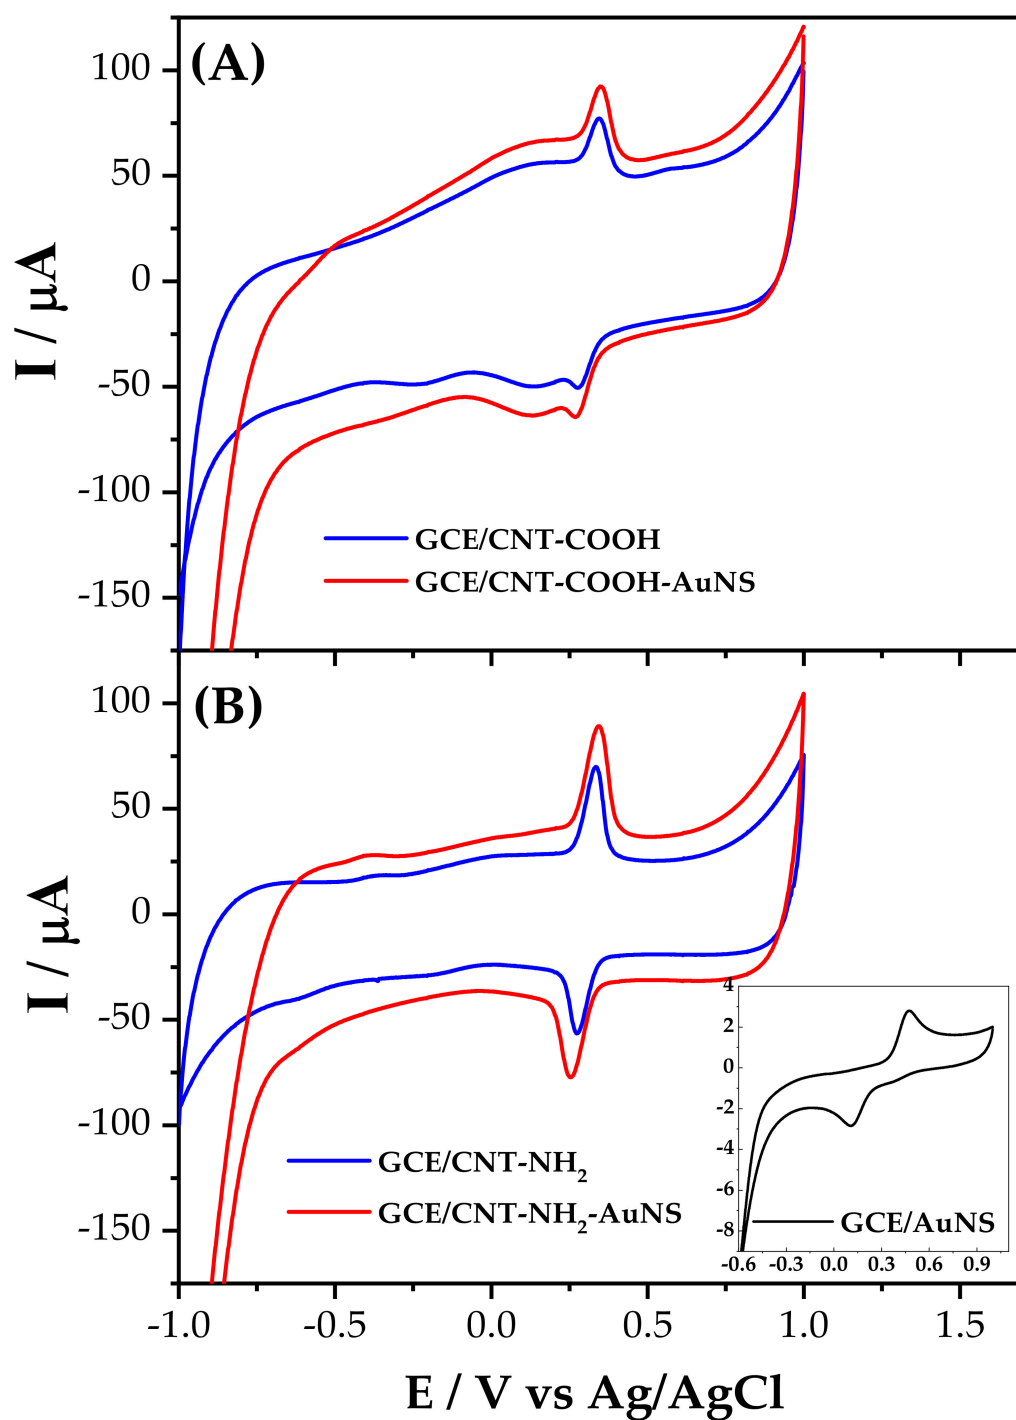 (A)
100
50
0
-50
-100
-150
I / μA
GCE/CNT-COOH
GCE/CNT-COOH-AuNS
(B)
100
50
0
-50
-100
-150
I / μA
GCE/CNT-NH₂
GCE/CNT-NH₂-AuNS
4
2
0
-2
-4
-6
-8
GCE/AuNS
-0.6 -0.3 0.0 0.3 0.6 0.9
-1.0 -0.5 0.0 0.5 1.0 1.5
E / V vs Ag/AgCl